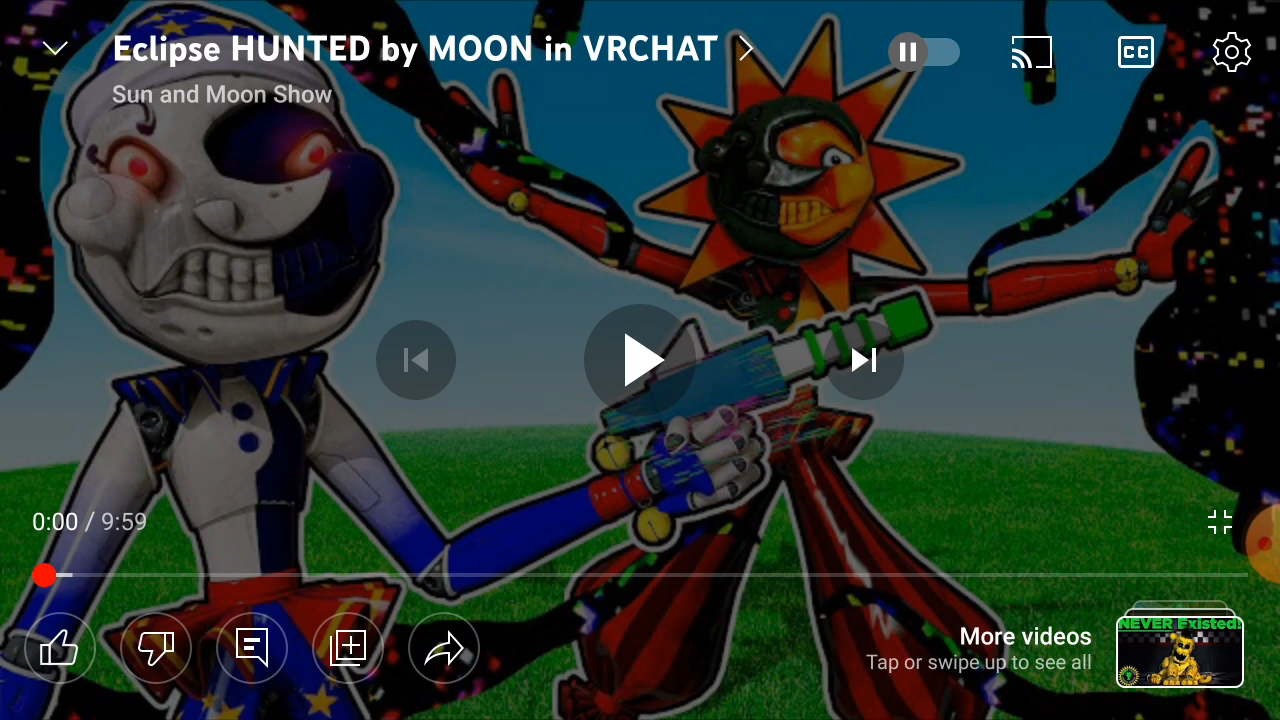 Eclipse HUNTED by MOON in VRCHAT
Sun and Moon Show
CC
0:00 / 9:59
More videos
Tap or swipe up to see all
NEVER Existed!